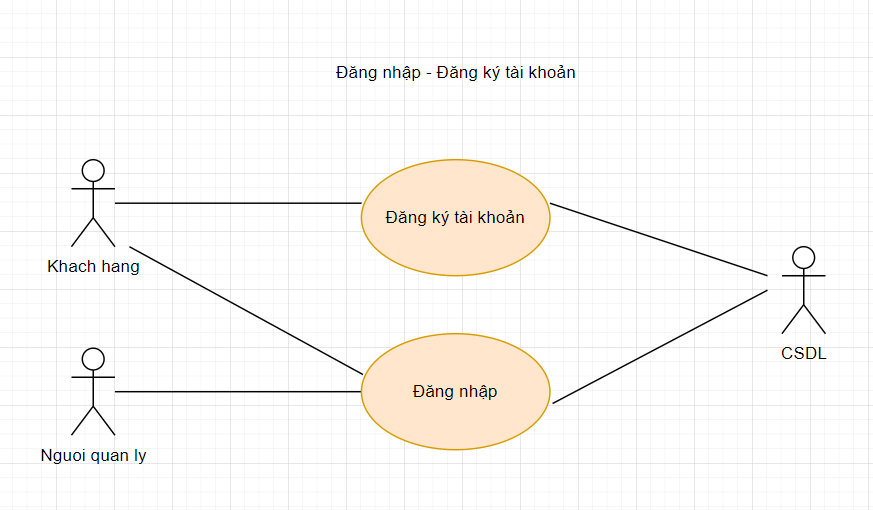 Đăng nhập - Đăng ký tài khoản
Đăng ký tài khoản
Khach hang
CSDL
Đăng nhập
Nguoi quan ly